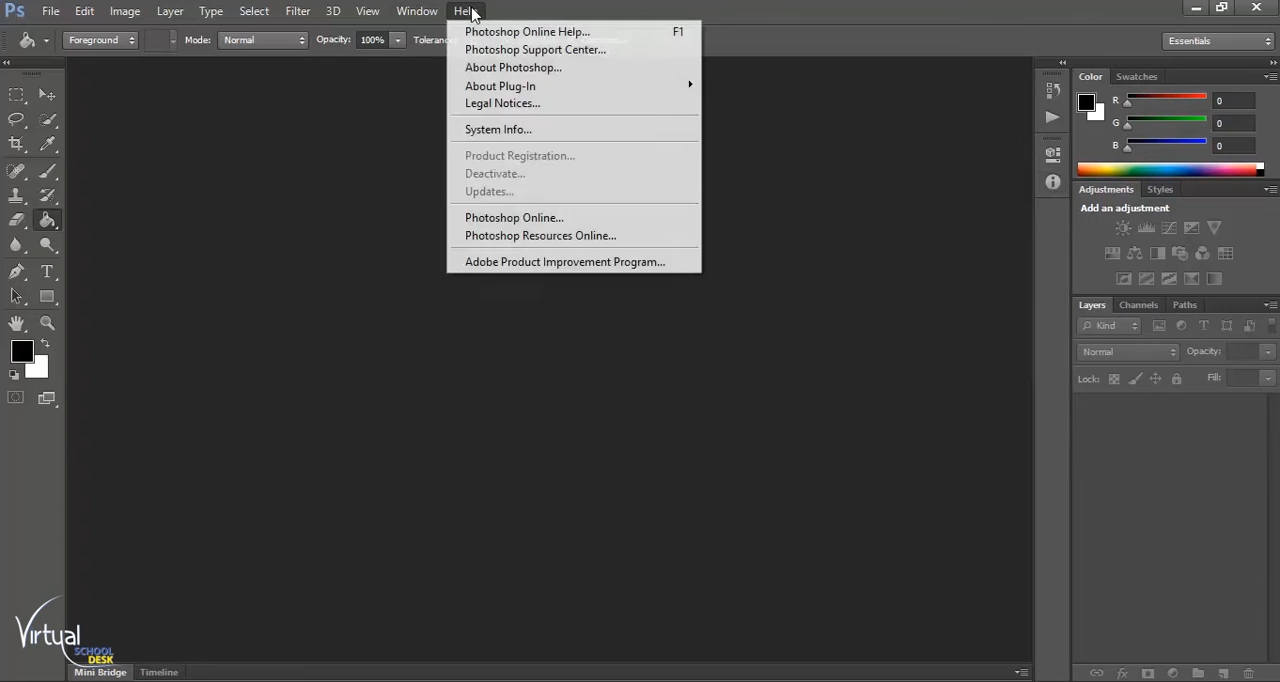 Ps File Edit Image Layer Type Select Filter 3D View Window Help
Foreground Mode: Normal Opacity: 100% Tolerance Essentials
Photoshop Online Help... F1
Photoshop Support Center...
About Photoshop...
About Plug-In
Legal Notices...
System Info...
Product Registration...
Deactivate...
Updates...
Photoshop Online...
Photoshop Resources Online...
Adobe Product Improvement Program...
Color Swatches
R 0
G 0
B 0
Adjustments Styles
Add an adjustment
Layers Channels Paths
Kind
Normal Opacity:
Lock: Fill:
Virtual
SCHOOL
DESK
Mini Bridge Timeline